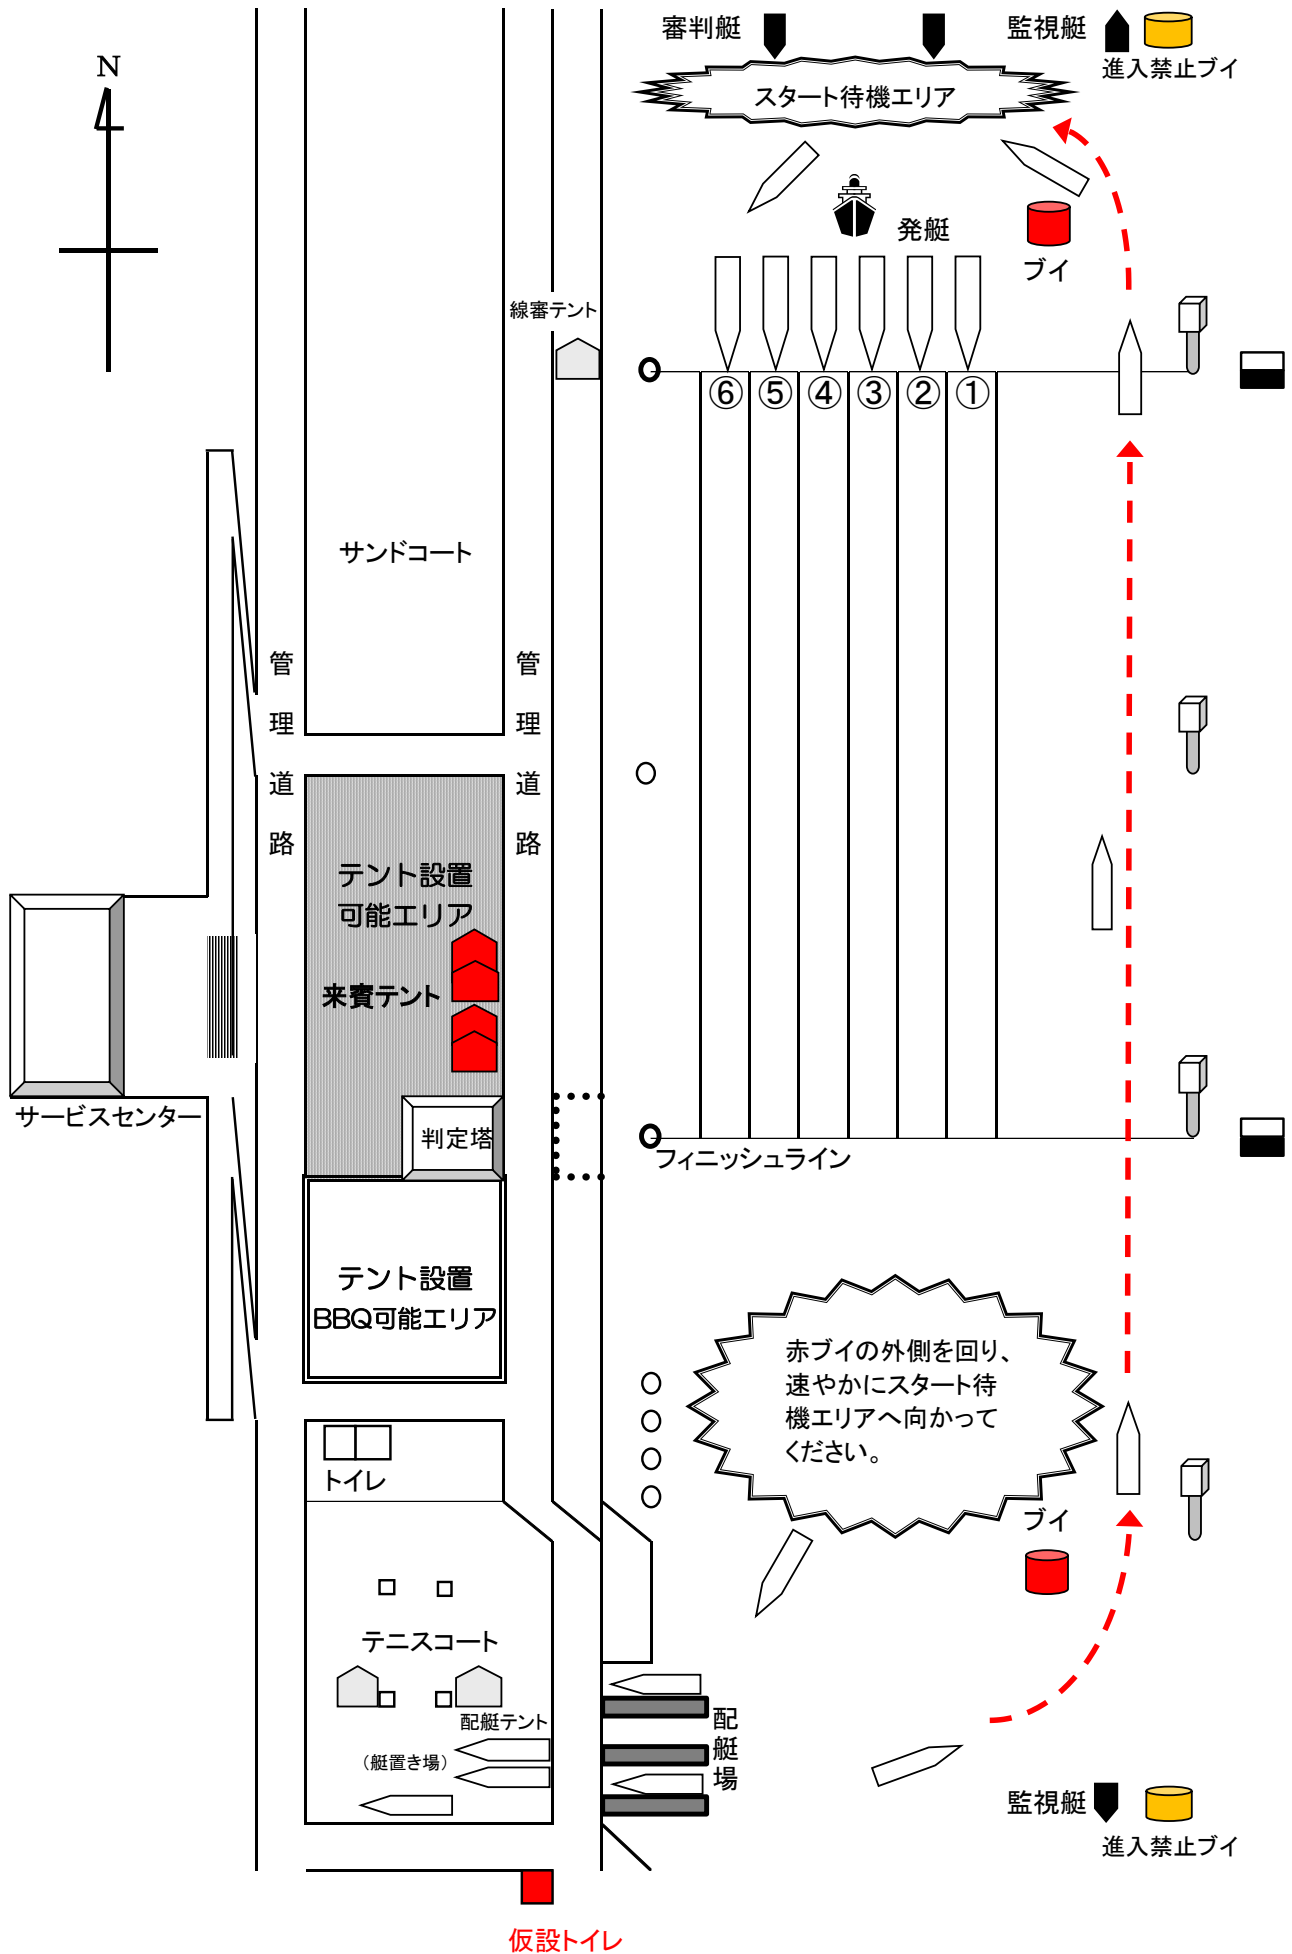 審判艇
監視艇
進入禁止ブイ
N
スタート待機エリア
発艇
ブイ
線審テント
⑥ ⑤ ④ ③ ② ①
サンドコート
管理道路
管理道路
テント設置
可能エリア
来賓テント
サービスセンター
判定塔
フィニッシュライン
テント設置
BBQ可能エリア
赤ブイの外側を回り、
速やかにスタート待
機エリアへ向かって
ください。
トイレ
ブイ
テニスコート
配艇テント
（艇置き場）
配艇場
監視艇
進入禁止ブイ
仮設トイレ